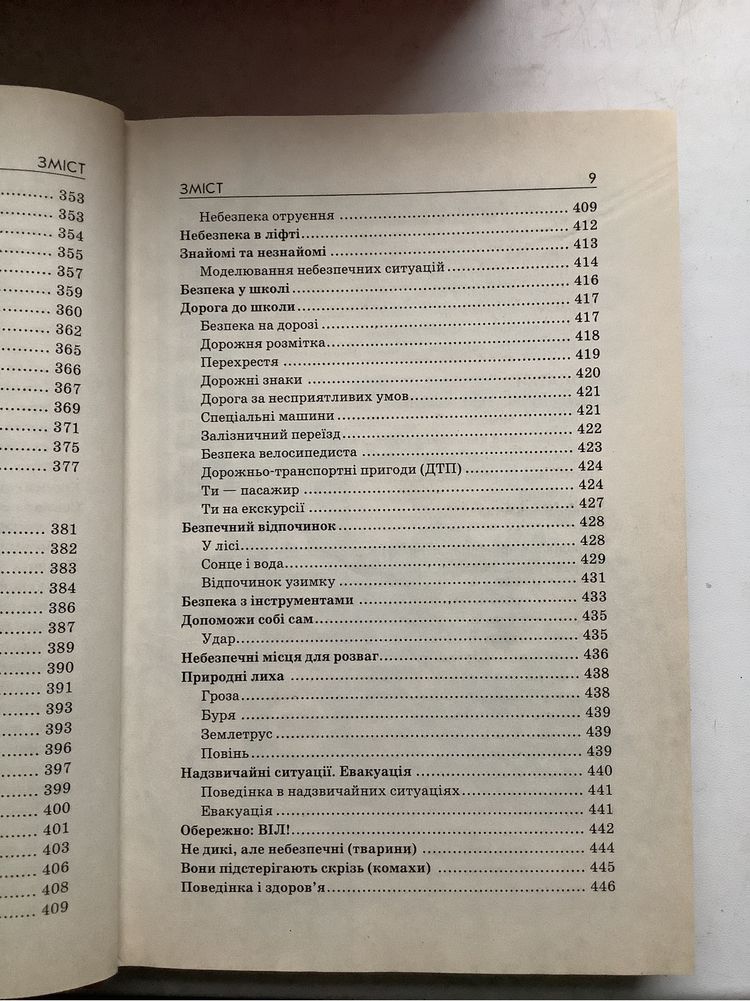 ЗМІСТ
353
353
354
355
357
359
360
362
365
366
367
369
371
375
377
381
382
383
384
386
387
389
390
391
393
393
396
397
399
400
401
403
406
408
409
ЗМІСТ 9
Небезпека отруєння 409
Небезпека в ліфті 412
Знайомі та незнайомі 413
Моделювання небезпечних ситуацій 414
Безпека у школі 416
Дорога до школи 417
Безпека на дорозі 417
Дорожня розмітка 418
Перехрестя 419
Дорожні знаки 420
Дорога за несприятливих умов 421
Спеціальні машини 421
Залізничний переїзд 422
Безпека велосипедиста 423
Дорожньо-транспортні пригоди (ДТП) 424
Ти — пасажир 424
Ти на екскурсії 427
Безпечний відпочинок 428
У лісі 428
Сонце і вода 429
Відпочинок узимку 431
Безпека з інструментами 433
Допоможи собі сам 435
Удар 435
Небезпечні місця для розваг 436
Природні лиха 438
Гроза 438
Буря 439
Землетрус 439
Повінь 439
Надзвичайні ситуації. Евакуація 440
Поведінка в надзвичайних ситуаціях 441
Евакуація 441
Обережно: ВІЛ! 442
Не дикі, але небезпечні (тварини) 444
Вони підстерігають скрізь (комахи) 445
Поведінка і здоров’я 446